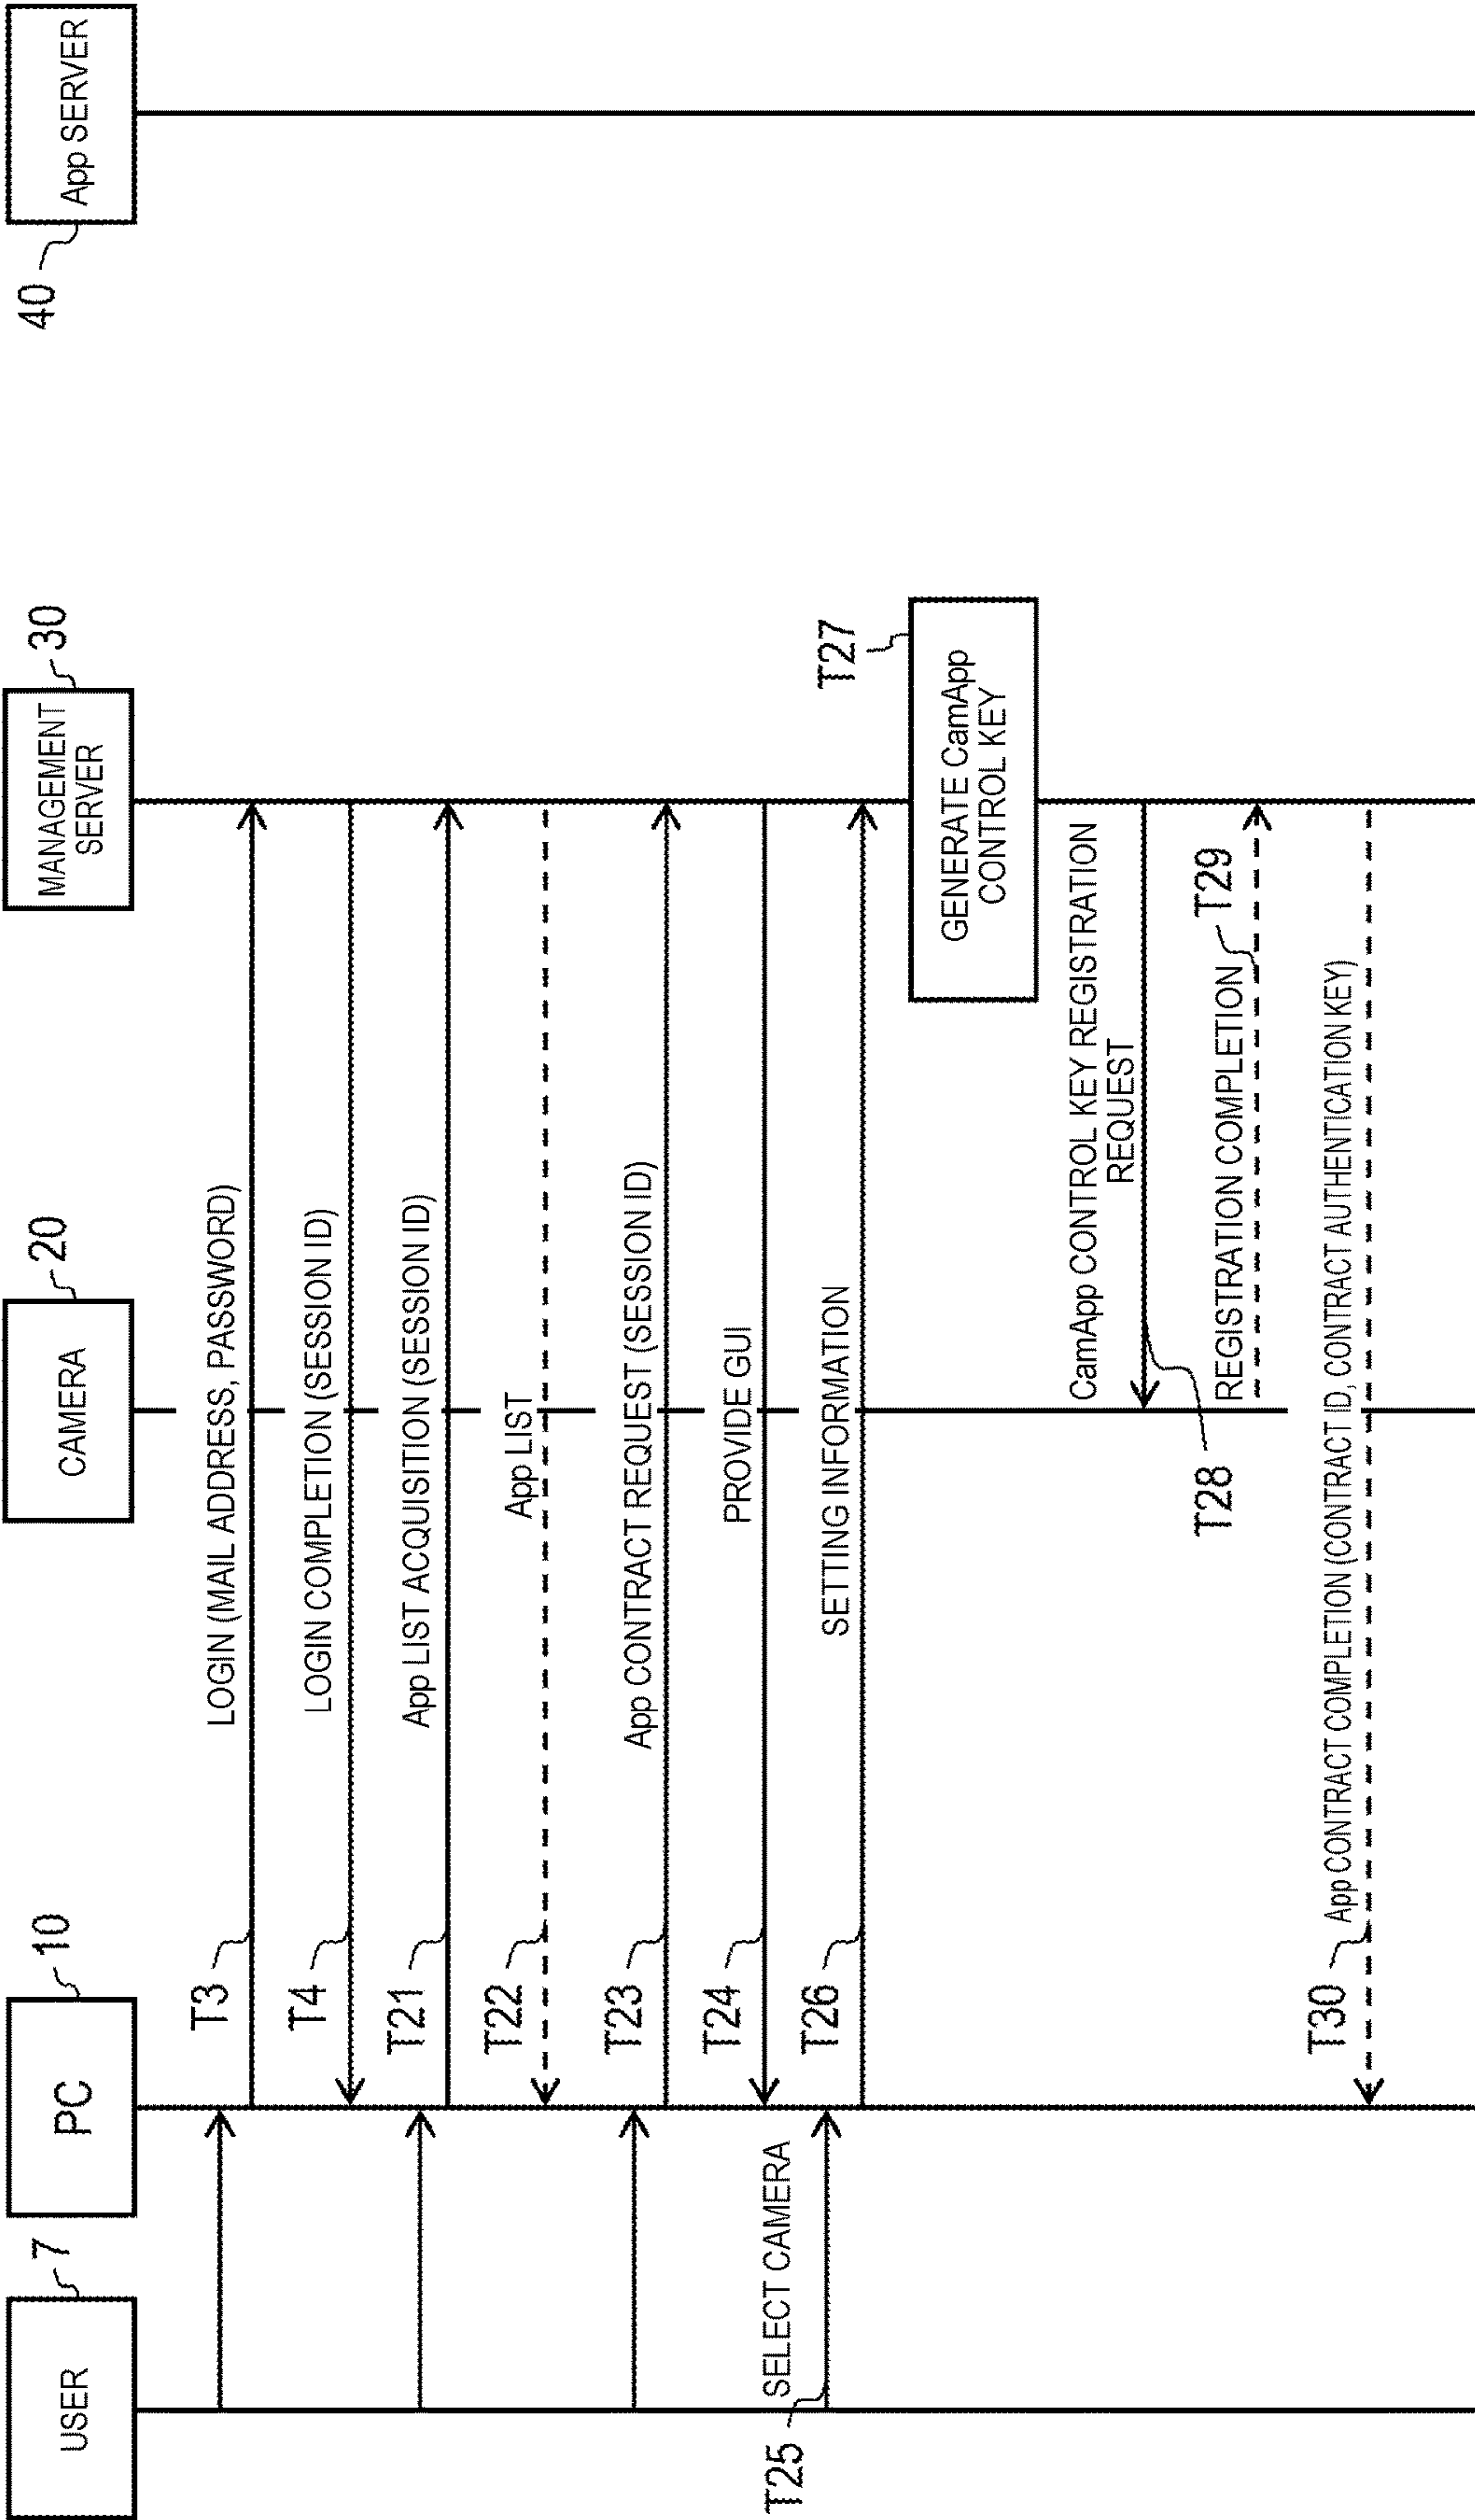 USER
7
PC
10
CAMERA
20
MANAGEMENT
SERVER
30
App SERVER
40
T3
LOGIN (MAIL ADDRESS, PASSWORD)
T4
LOGIN COMPLETION (SESSION ID)
T21
App LIST ACQUISITION (SESSION ID)
T22
App LIST
T23
App CONTRACT REQUEST (SESSION ID)
T24
PROVIDE GUI
T25
SELECT CAMERA
T26
SETTING INFORMATION
T27
GENERATE CamApp
CONTROL KEY
CamApp CONTROL KEY REGISTRATION
REQUEST
T28
REGISTRATION COMPLETION
T29
T30
App CONTRACT COMPLETION (CONTRACT ID, CONTRACT AUTHENTICATION KEY)